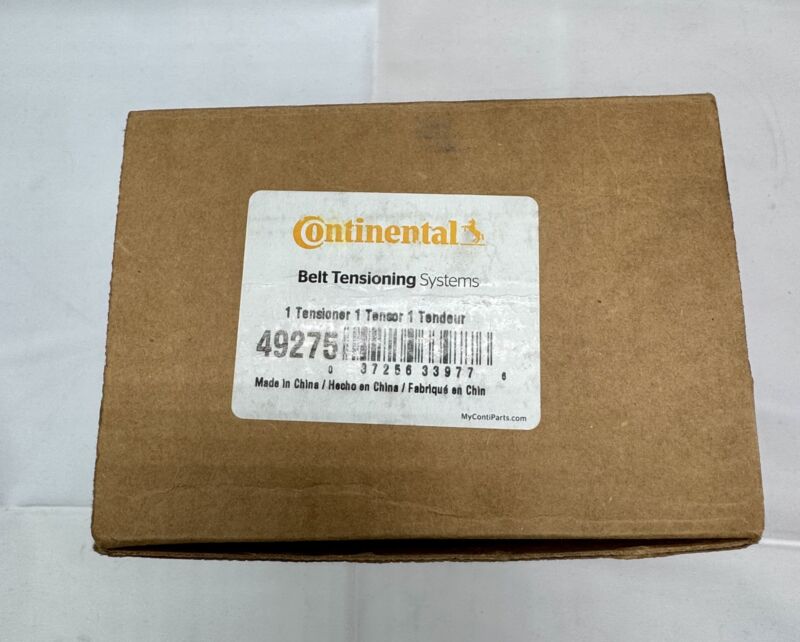 Continental
Belt Tensioning Systems
1 Tensioner 1 Tensor 1 Tendeur
49275
0 37256 33977 6
Made in China / Hecho en China / Fabriqué en Chin
MyContiParts.com